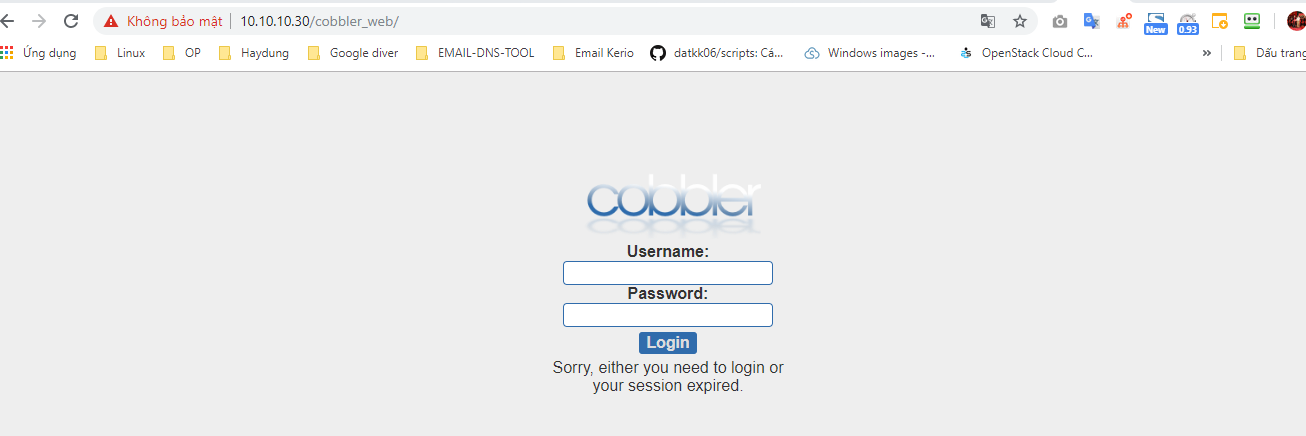 Không bảo mật 10.10.10.30/cobbler_web/
New 0.93
Ứng dụng Linux OP Haydung Google diver EMAIL-DNS-TOOL Email Kerio datkk06/scripts: Cá... Windows images -... OpenStack Cloud C... » Dấu trang
cobbler
Username:
Password:
Login
Sorry, either you need to login or
your session expired.